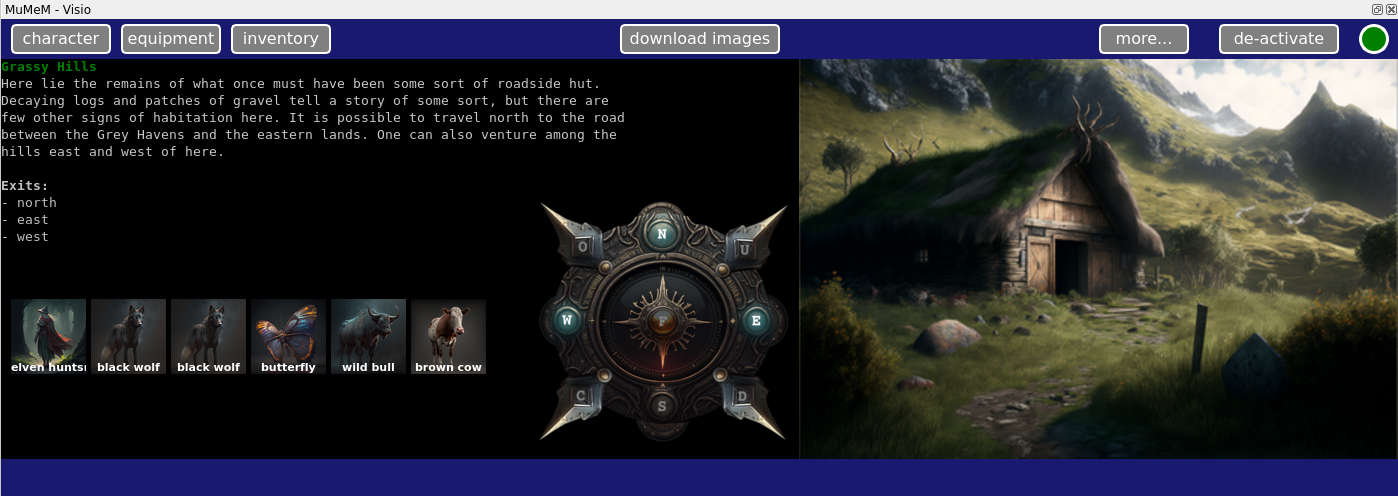 MuMeM - Visio
character equipment inventory download images more... de-activate
Grassy Hills
Here lie the remains of what once must have been some sort of roadside hut.
Decaying logs and patches of gravel tell a story of some sort, but there are
few other signs of habitation here. It is possible to travel north to the road
between the Grey Havens and the eastern lands. One can also venture among the
hills east and west of here.
Exits:
- north
- east
- west
N
O U
W F E
C D
S
elven hunts black wolf black wolf butterfly wild bull brown cow